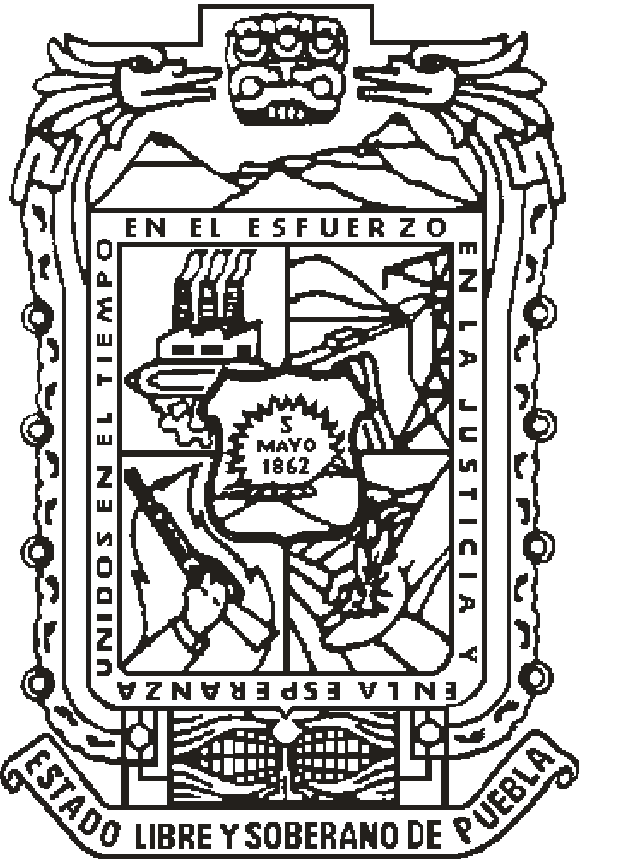 UNIDOS EN EL TIEMPO
EN EL ESFUERZO
EN LA JUSTICIA Y
EN LA ESPERANZA
5
MAYO
1862
ESTADO LIBRE Y SOBERANO DE PUEBLA